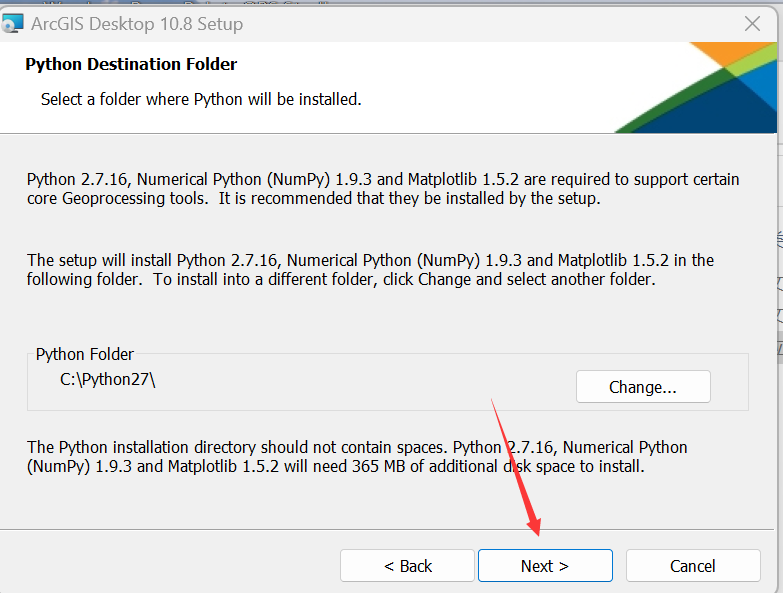 ArcGIS Desktop 10.8 Setup
Python Destination Folder
Select a folder where Python will be installed.
Python 2.7.16, Numerical Python (NumPy) 1.9.3 and Matplotlib 1.5.2 are required to support certain
core Geoprocessing tools.  It is recommended that they be installed by the setup.
The setup will install Python 2.7.16, Numerical Python (NumPy) 1.9.3 and Matplotlib 1.5.2 in the
following folder.  To install into a different folder, click Change and select another folder.
Python Folder
C:\Python27\
Change...
The Python installation directory should not contain spaces. Python 2.7.16, Numerical Python
(NumPy) 1.9.3 and Matplotlib 1.5.2 will need 365 MB of additional disk space to install.
< Back
Next >
Cancel